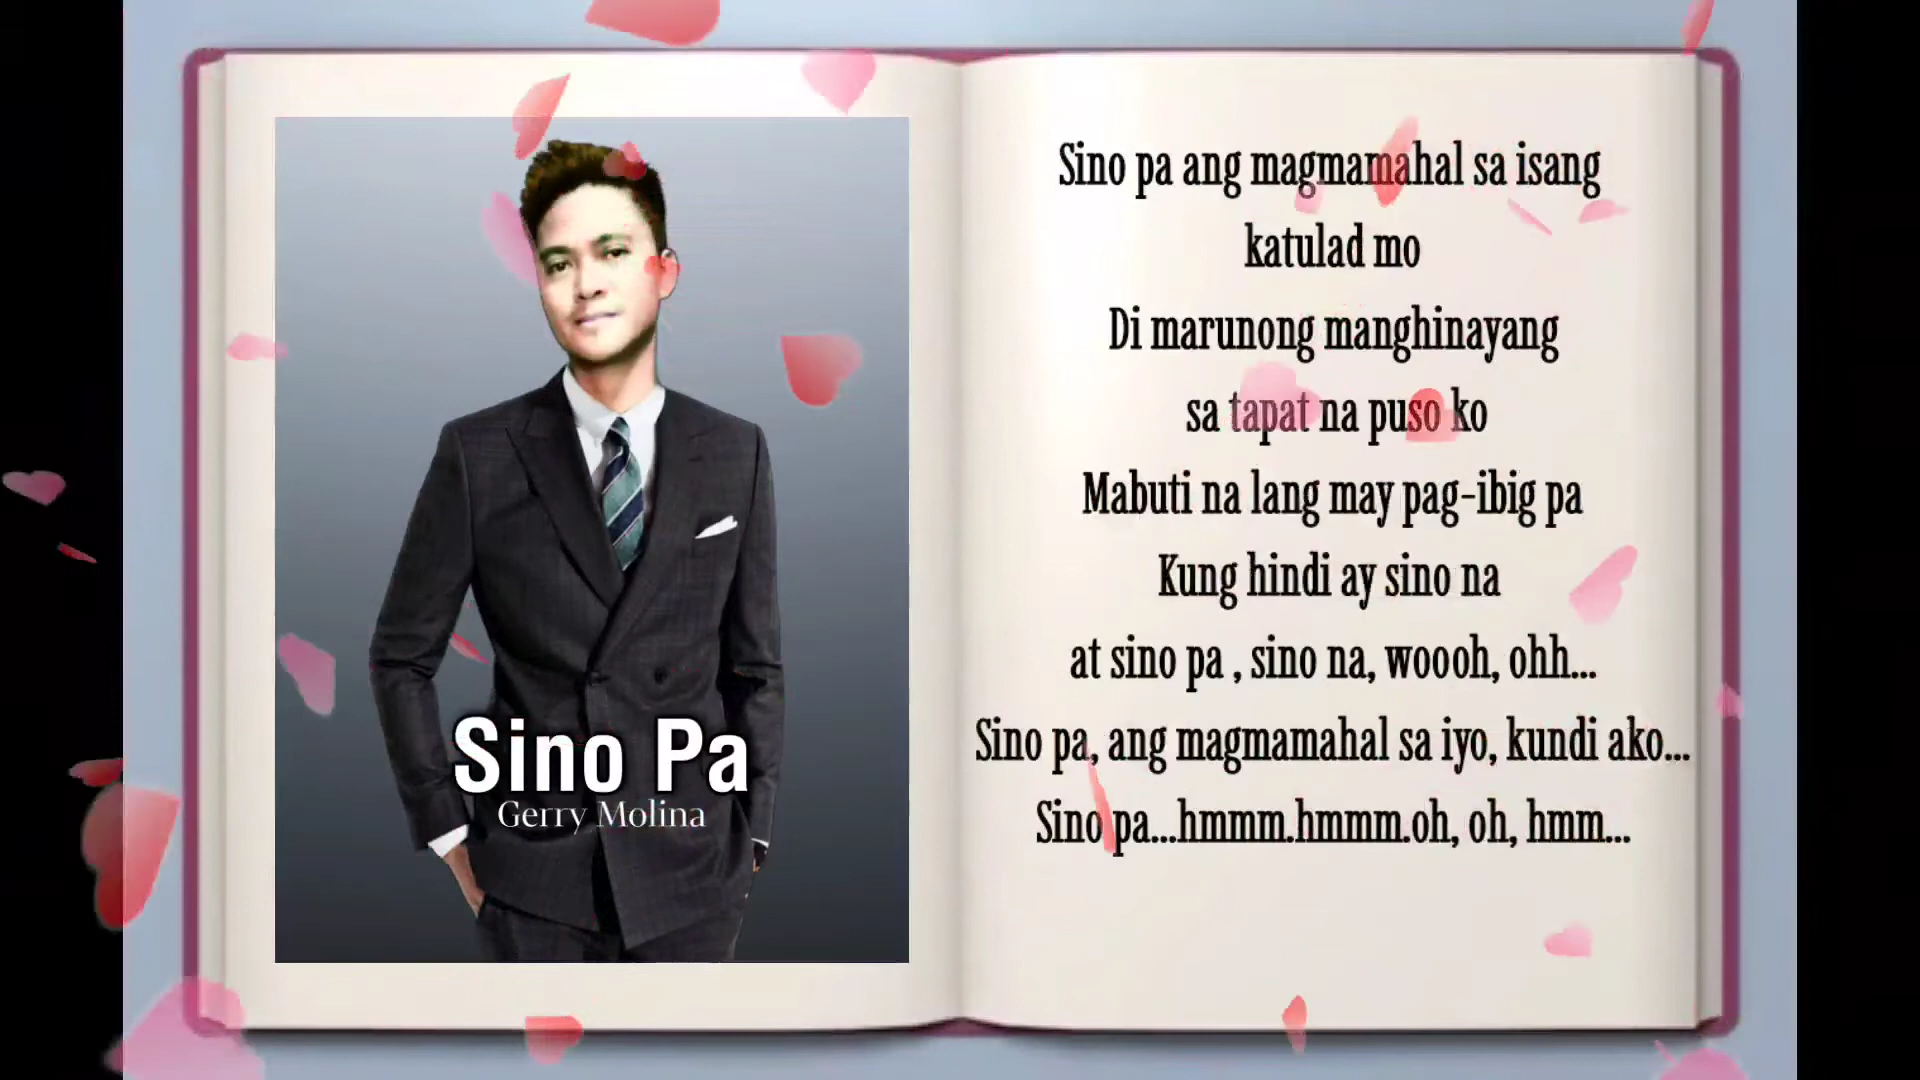 Sino Pa
Gerry Molina
Sino pa ang magmamahal sa isang
katulad mo
Di marunong manghinayang
sa tapat na puso ko
Mabuti na lang may pag-ibig pa
Kung hindi ay sino na
at sino pa , sino na, woooh, ohh...
Sino pa, ang magmamahal sa iyo, kundi ako...
Sino pa...hmmm.hmmm.oh, oh, hmm...